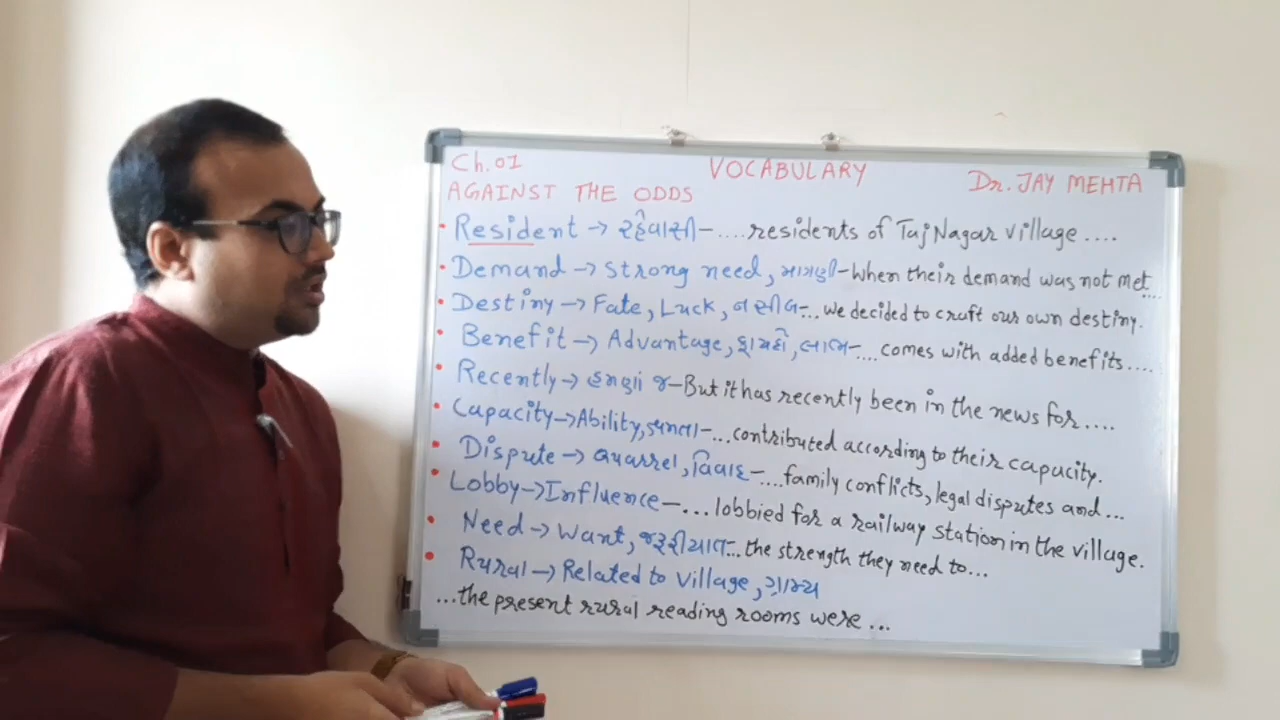 Ch.01 VOCABULARY Dr. JAY MEHTA
AGAINST THE ODDS
• Resident → રહેવાસી - ....residents of Taj Nagar village ....
• Demand → strong need, માગણી - When their demand was not met....
• Destiny → Fate, Luck, નસીબ - ... we decided to craft our own destiny.
• Benefit → Advantage, ફાયદો, લાભ - ....comes with added benefits....
• Recently → હમણાં જ - But it has recently been in the news for ....
• Capacity → Ability, ક્ષમતા - ...contributed according to their capacity.
• Dispute → Quarrel, વિવાદ - ....family conflicts, legal disputes and...
• Lobby → Influence - ... lobbied for a railway station in the village.
• Need → Want, જરૂરીયાત - ...the strength they need to...
• Rural → Related to village, ગ્રામ્ય
...the present rural reading rooms were ...